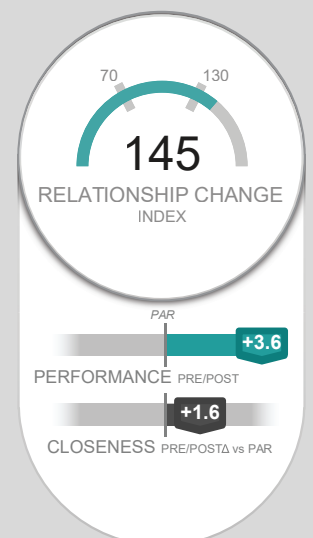 70 130
145
RELATIONSHIP CHANGE
INDEX
PAR
+3.6
PERFORMANCE PRE/POST
+1.6
CLOSENESS PRE/POSTΔ vs PAR